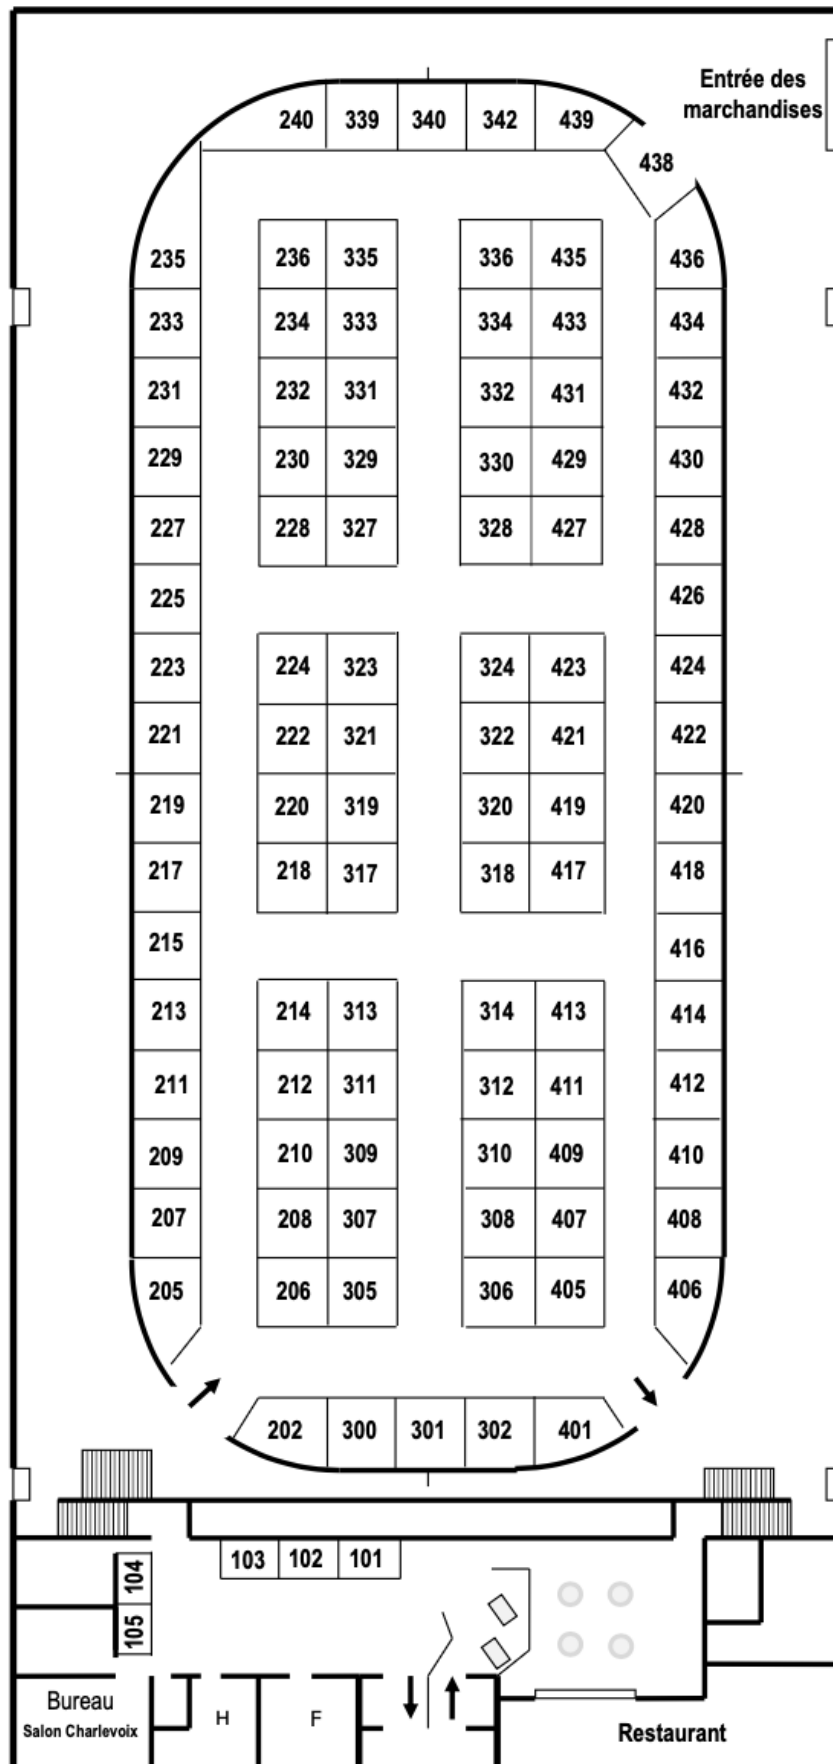 Entrée des
marchandises
240 339 340 342 439
438
235 236 335 336 435 436
233 234 333 334 433 434
231 232 331 332 431 432
229 230 329 330 429 430
227 228 327 328 427 428
225 426
223 224 323 324 423 424
221 222 321 322 421 422
219 220 319 320 419 420
217 218 317 318 417 418
215 416
213 214 313 314 413 414
211 212 311 312 411 412
209 210 309 310 409 410
207 208 307 308 407 408
205 206 305 306 405 406
202 300 301 302 401
103 102 101
104
105
Bureau
Salon Charlevoix
H
F
Restaurant